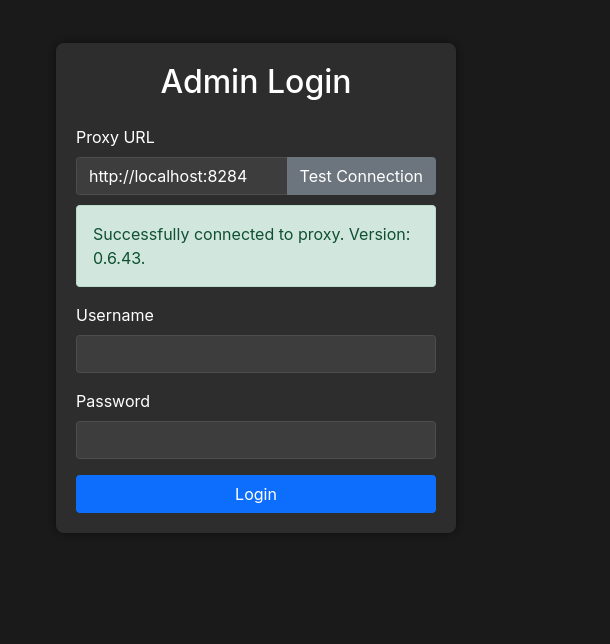 Admin Login
Proxy URL
http://localhost:8284 Test Connection
Successfully connected to proxy. Version:
0.6.43.
Username
Password
Login